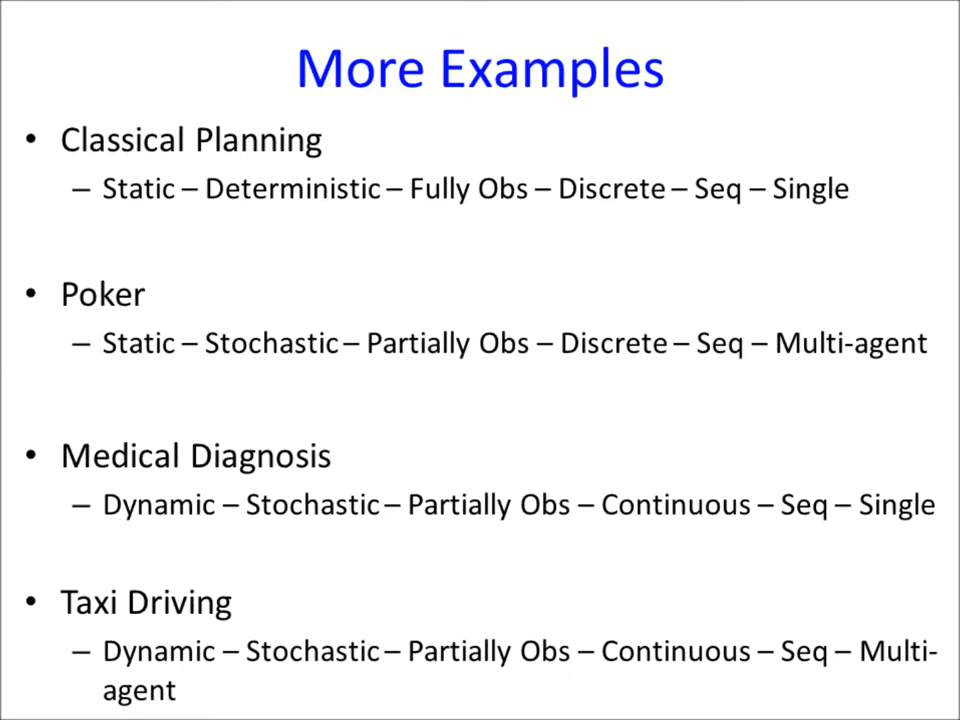 More Examples
• Classical Planning
– Static – Deterministic – Fully Obs – Discrete – Seq – Single
• Poker
– Static – Stochastic – Partially Obs – Discrete – Seq – Multi-agent
• Medical Diagnosis
– Dynamic – Stochastic – Partially Obs – Continuous – Seq – Single
• Taxi Driving
– Dynamic – Stochastic – Partially Obs – Continuous – Seq – Multi-
agent